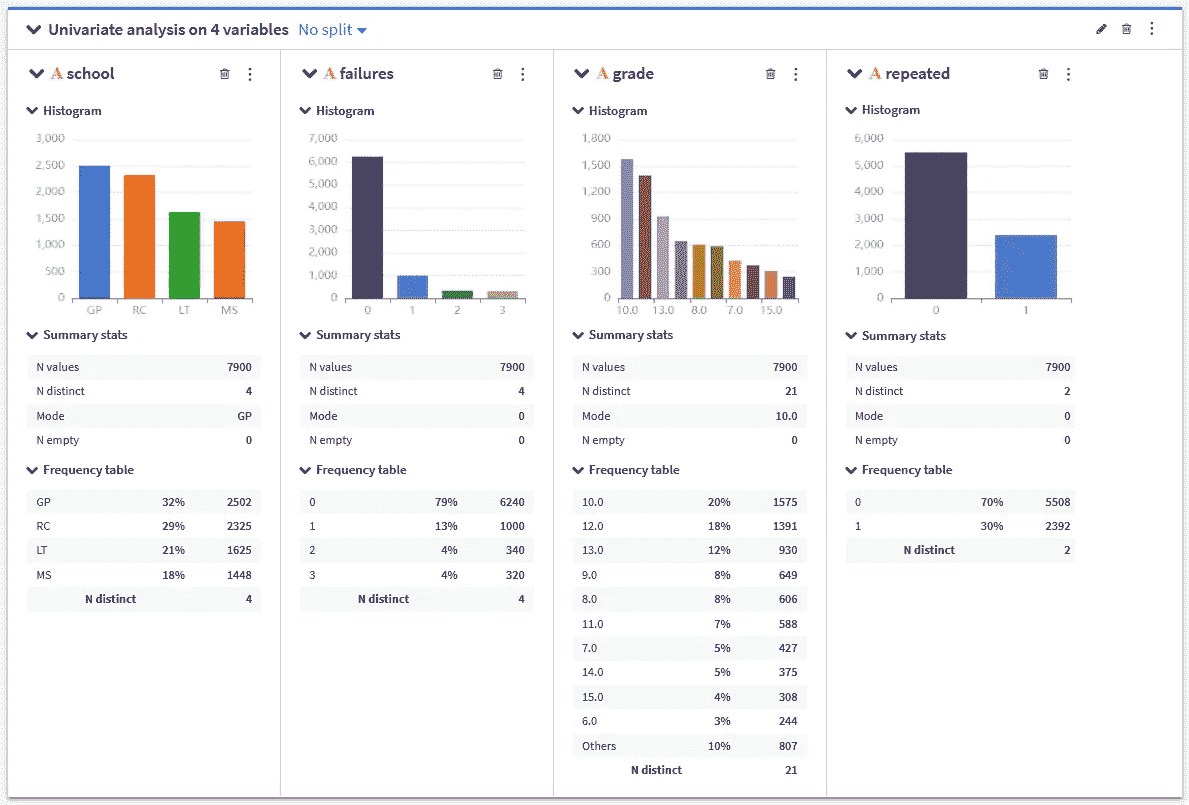 Univariate analysis on 4 variables No split
A school
Histogram
3,000
2,500
2,000
1,500
1,000
500
0
GP RC LT MS
Summary stats
N values 7900
N distinct 4
Mode GP
N empty 0
Frequency table
GP 32% 2502
RC 29% 2325
LT 21% 1625
MS 18% 1448
N distinct 4
A failures
Histogram
7,000
6,000
5,000
4,000
3,000
2,000
1,000
0
0 1 2 3
Summary stats
N values 7900
N distinct 4
Mode 0
N empty 0
Frequency table
0 79% 6240
1 13% 1000
2 4% 340
3 4% 320
N distinct 4
A grade
Histogram
1,800
1,500
1,200
900
600
300
0
10.0 13.0 8.0 7.0 15.0
Summary stats
N values 7900
N distinct 21
Mode 10.0
N empty 0
Frequency table
10.0 20% 1575
12.0 18% 1391
13.0 12% 930
9.0 8% 649
8.0 8% 606
11.0 7% 588
7.0 5% 427
14.0 5% 375
15.0 4% 308
6.0 3% 244
Others 10% 807
N distinct 21
A repeated
Histogram
6,000
5,000
4,000
3,000
2,000
1,000
0
0 1
Summary stats
N values 7900
N distinct 2
Mode 0
N empty 0
Frequency table
0 70% 5508
1 30% 2392
N distinct 2